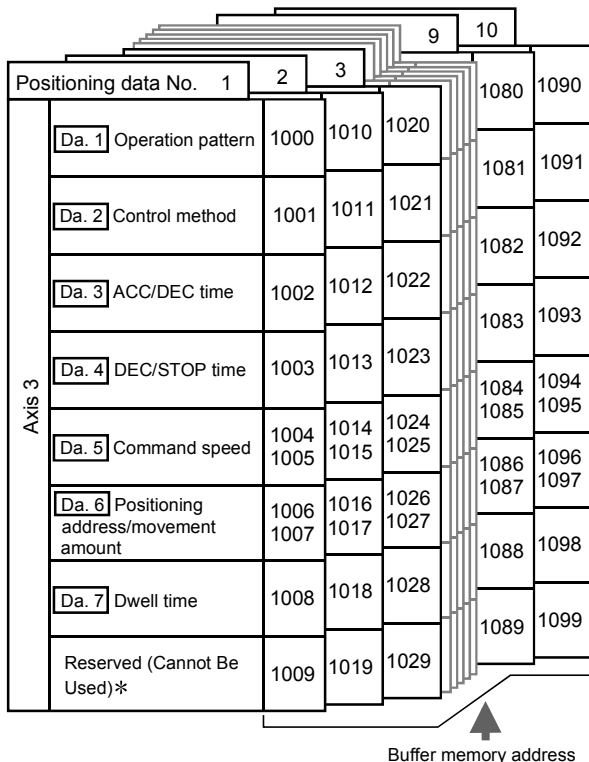 Positioning data No. 1 2 3 9 10
Axis 3
Da. 1 Operation pattern 1000 1010 1020 1080 1090
Da. 2 Control method 1001 1011 1021 1081 1091
Da. 3 ACC/DEC time 1002 1012 1022 1082 1092
Da. 4 DEC/STOP time 1003 1013 1023 1083 1093
Da. 5 Command speed 1004 1005 1014 1015 1024 1025 1084 1085 1094 1095
Da. 6 Positioning address/movement amount 1006 1007 1016 1017 1026 1027 1086 1087 1096 1097
Da. 7 Dwell time 1008 1018 1028 1088 1098
Reserved (Cannot Be Used)* 1009 1019 1029 1089 1099
Buffer memory address